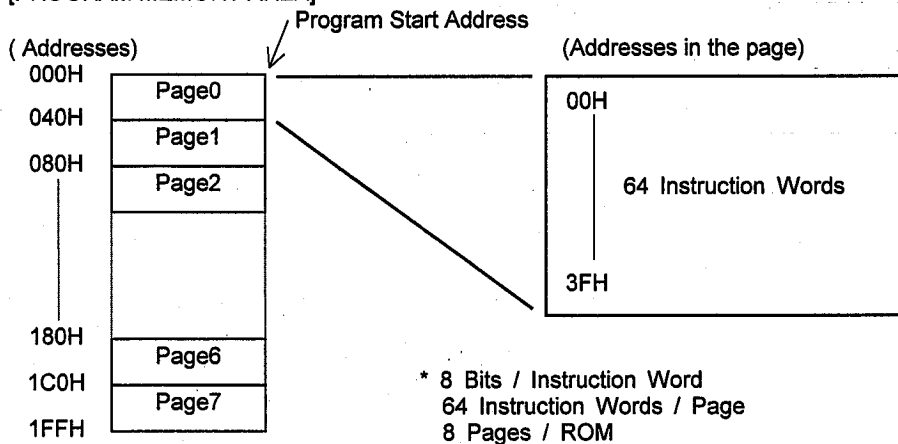 Program Start Address
( Addresses)
(Addresses in the page)
000H
Page0
040H
Page1
080H
Page2
180H
Page6
1C0H
Page7
1FFH
00H
64 Instruction Words
3FH
* 8 Bits / Instruction Word
64 Instruction Words / Page
8 Pages / ROM